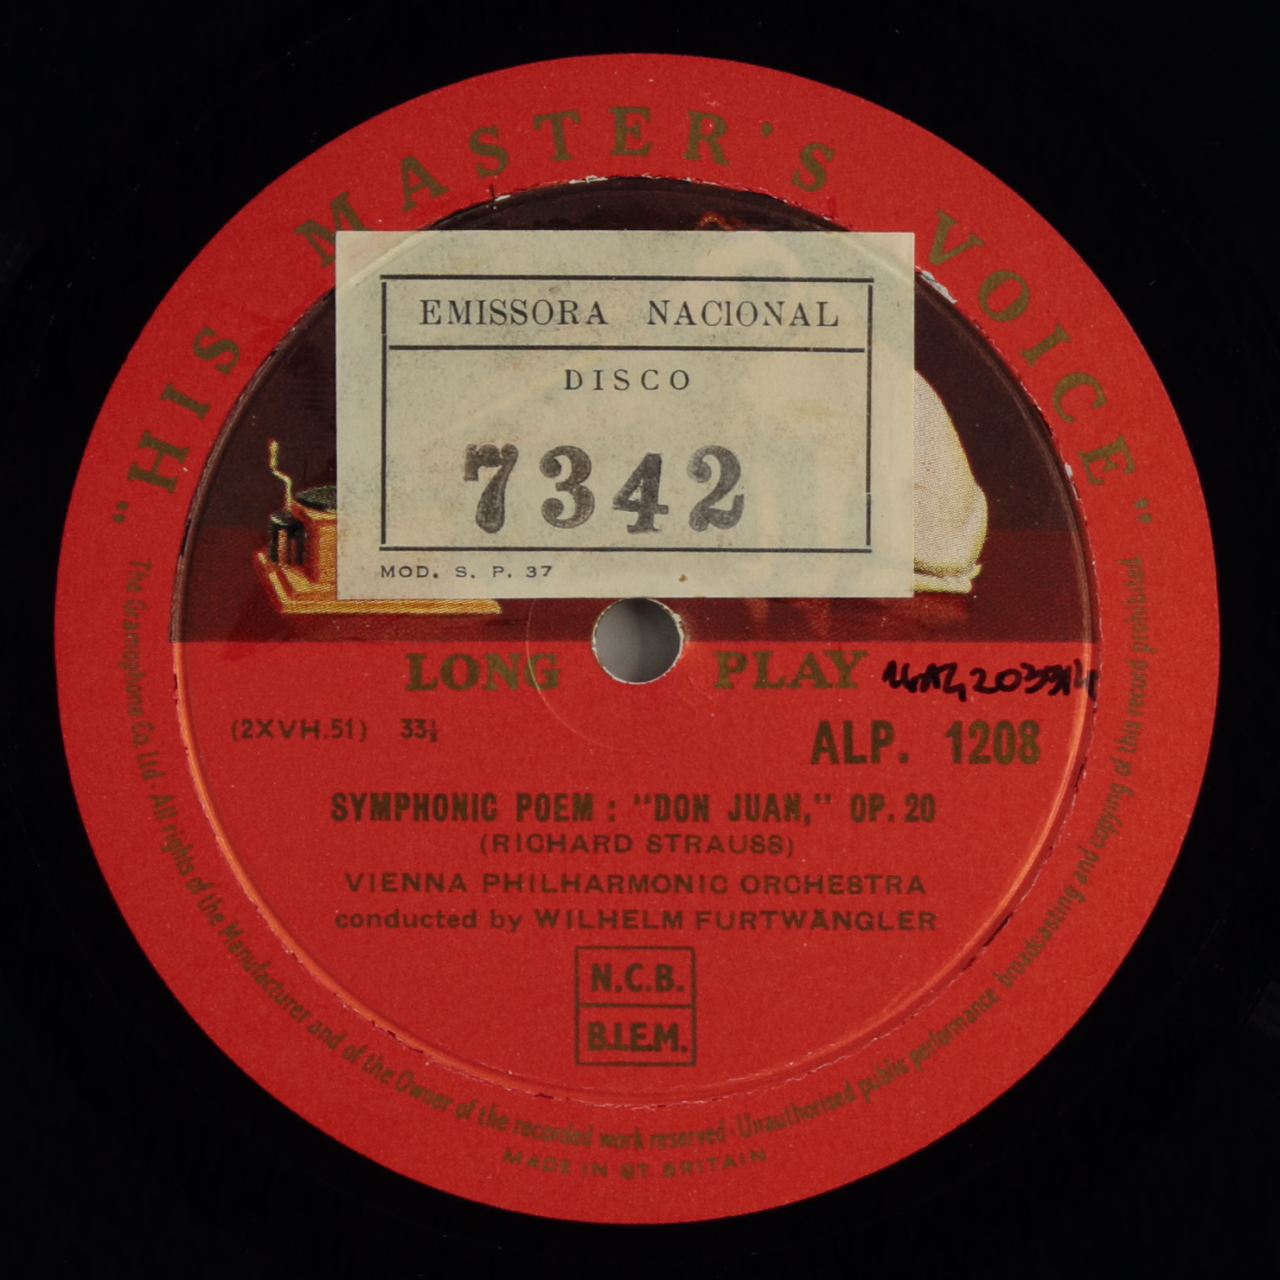 "HIS MASTER'S VOICE"
EMISSORA NACIONAL
DISCO
7342
MOD. S. P. 37
LONG PLAY
(2XVH.51) 33⅓
ALP. 1208
SYMPHONIC POEM : "DON JUAN," OP. 20
(RICHARD STRAUSS)
VIENNA PHILHARMONIC ORCHESTRA
conducted by WILHELM FURTWÄNGLER
N.C.B.
B.I.E.M.
The Gramophone Co. Ltd · All rights of the Manufacturer and of the Owner of the recorded work reserved · Unauthorised public performance broadcasting and copying of this record prohibited
MADE IN GT. BRITAIN